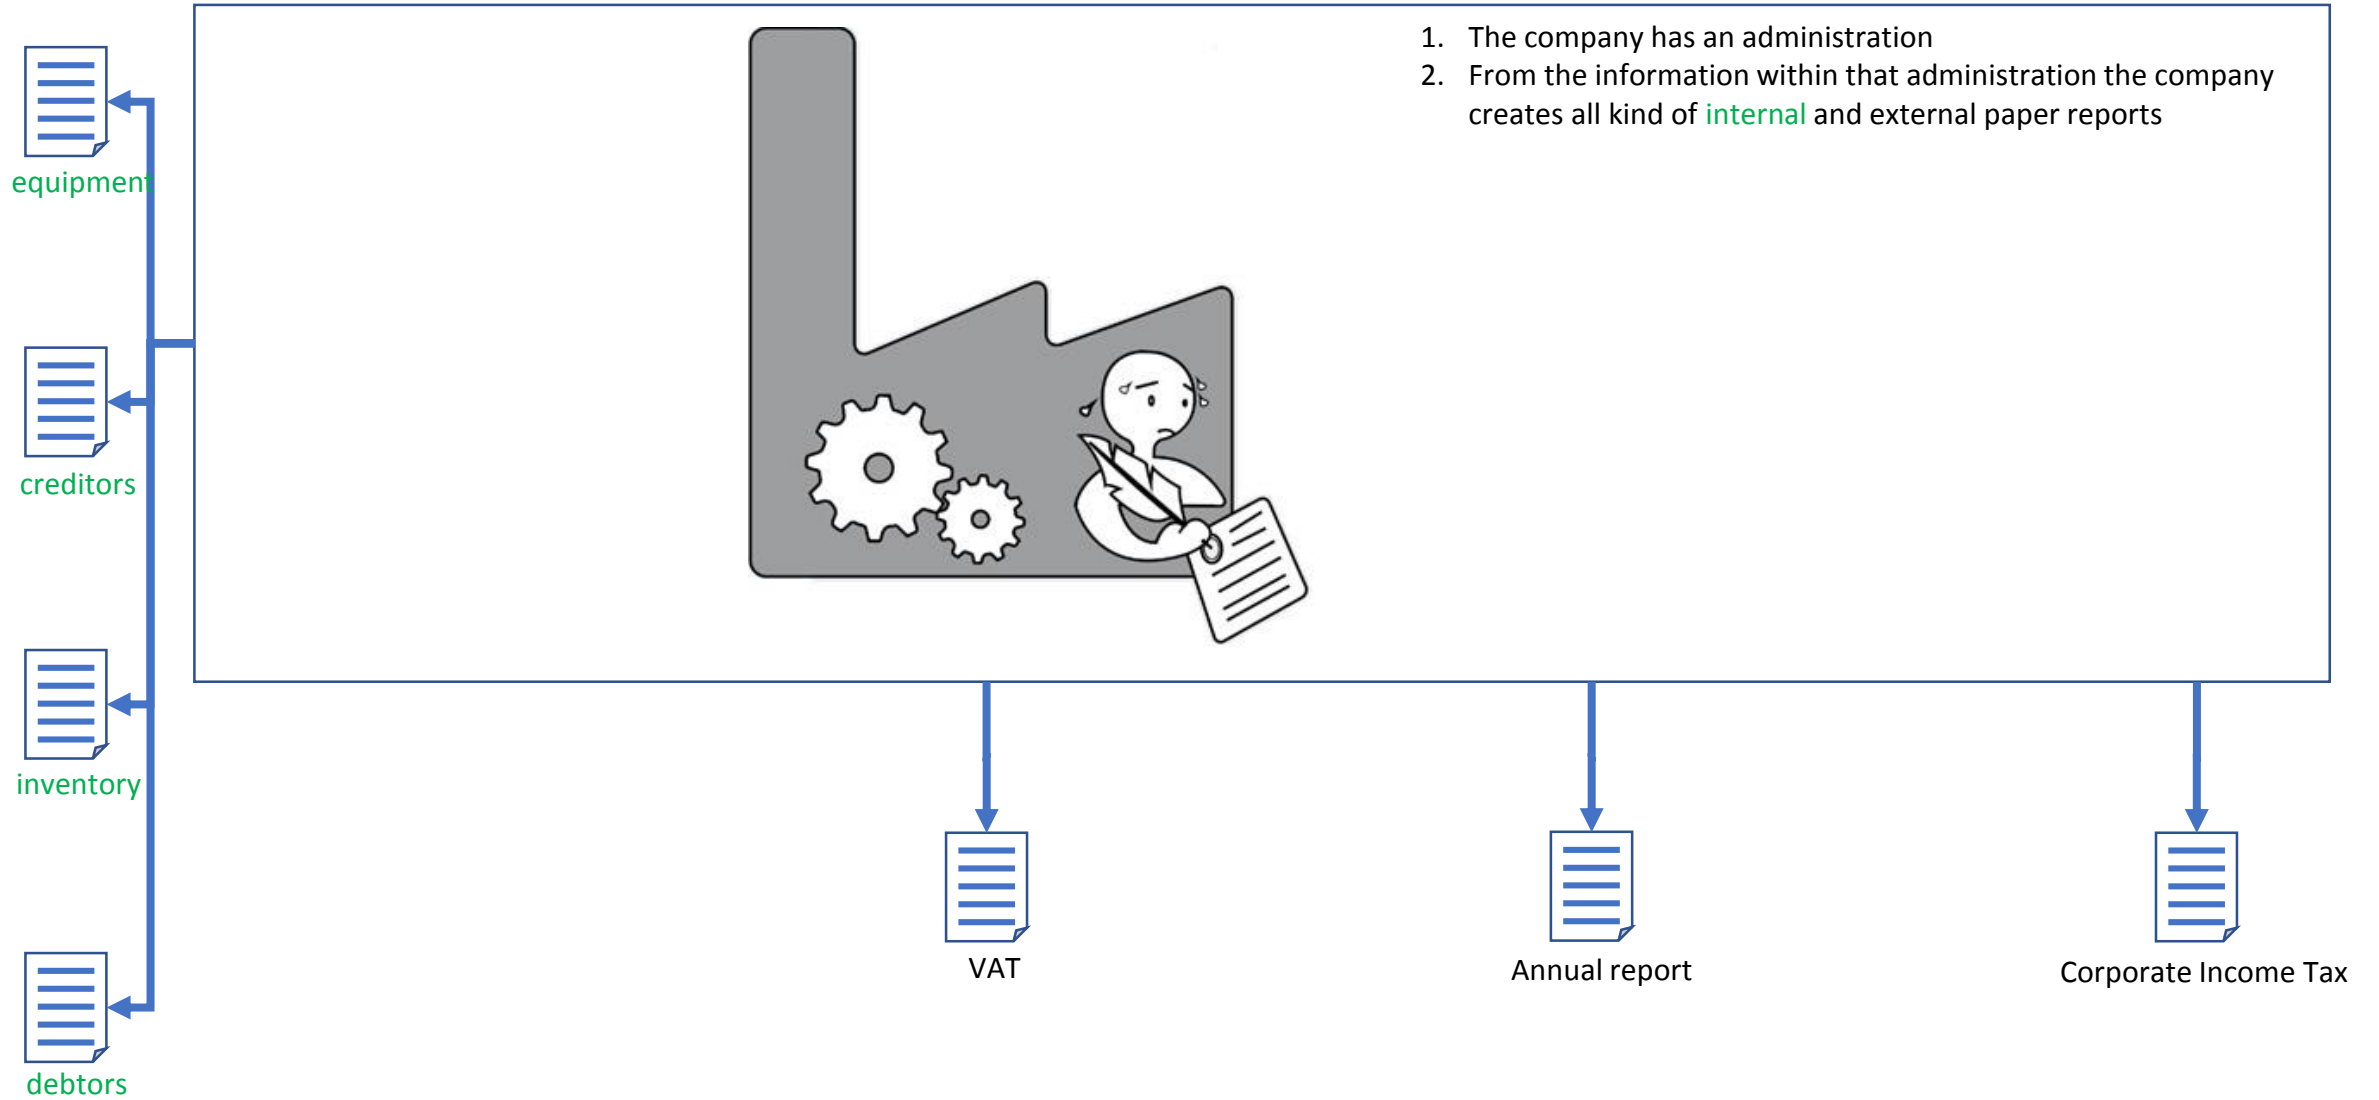 1. The company has an administration
2. From the information within that administration the company
creates all kind of internal and external paper reports
equipment
creditors
inventory
debtors
VAT
Annual report
Corporate Income Tax